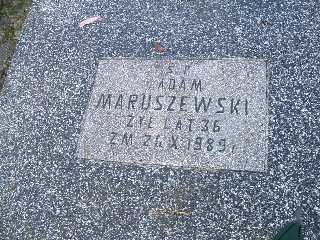 Ś. P.
ADAM
MARUSZEWSKI
ŻYŁ LAT 36
ZM. 24.X.1989 r.